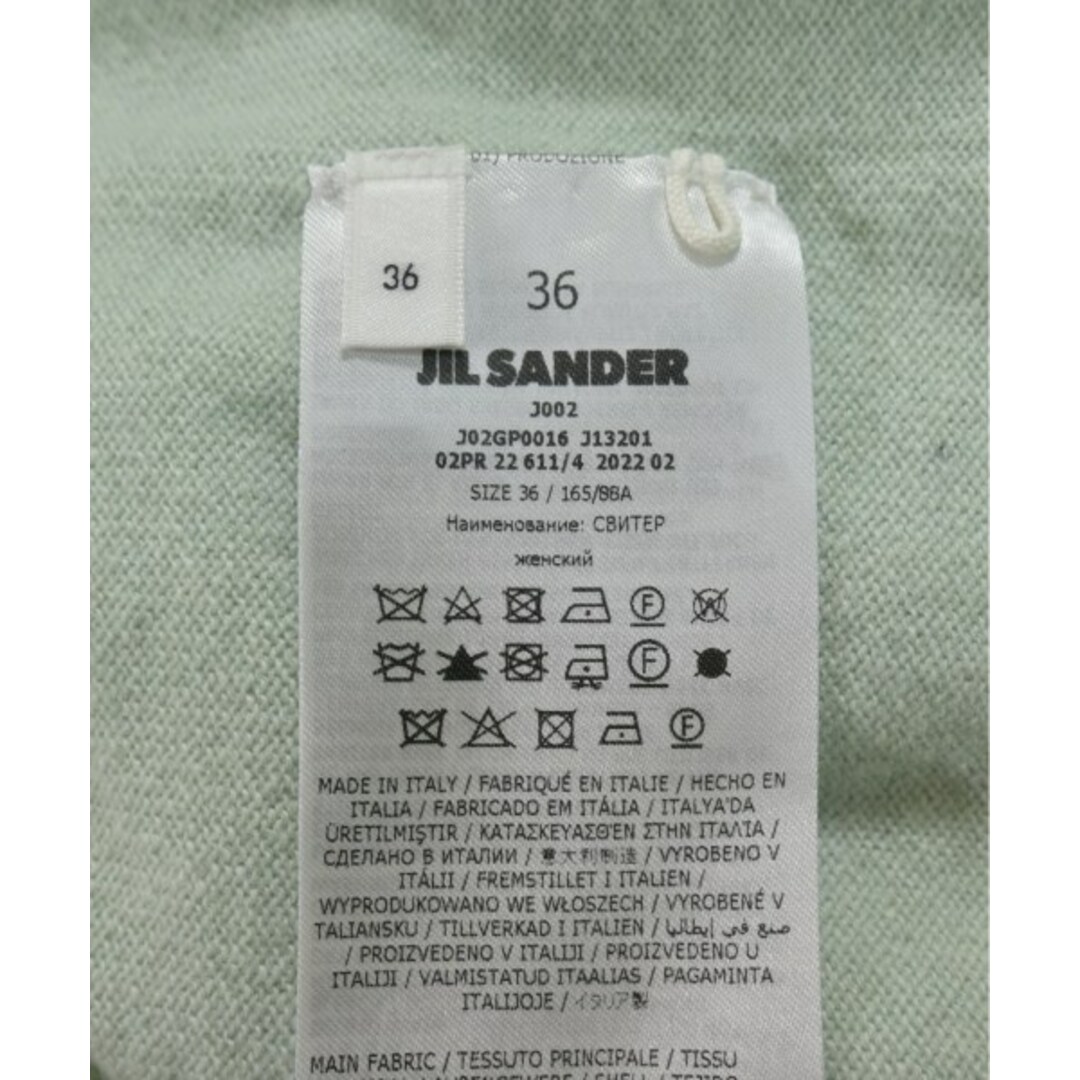 PRODUZIONE
36
36
JIL SANDER
J002
J02GP0016 J13201
02PR 22 611/4 2022 02
SIZE 36 / 165/88A
Наименование: СВИТЕР
женский
F W
F
F
MADE IN ITALY / FABRIQUÉ EN ITALIE / HECHO EN
ITALIA / FABRICADO EM ITÁLIA / ITALYA'DA
ÜRETILMIŞTIR / ΚΑΤΑΣΚΕΥΑΣΘΈΝ ΣΤΗΝ ΙΤΑΛΊΑ /
СДЕЛАНО В ИТАЛИИ / 意大利制造 / VYROBENO V
ITÁLII / FREMSTILLET I ITALIEN /
WYPRODUKOWANO WE WŁOSZECH / VYROBENÉ V
TALIANSKU / TILLVERKAD I ITALIEN / صنع في إيطاليا
/ PROIZVEDENO V ITALIJI / PROIZVEDENO U
ITALIJI / VALMISTATUD ITAALIAS / PAGAMINTA
ITALIJOJE / イタリア製
MAIN FABRIC / TESSUTO PRINCIPALE / TISSU